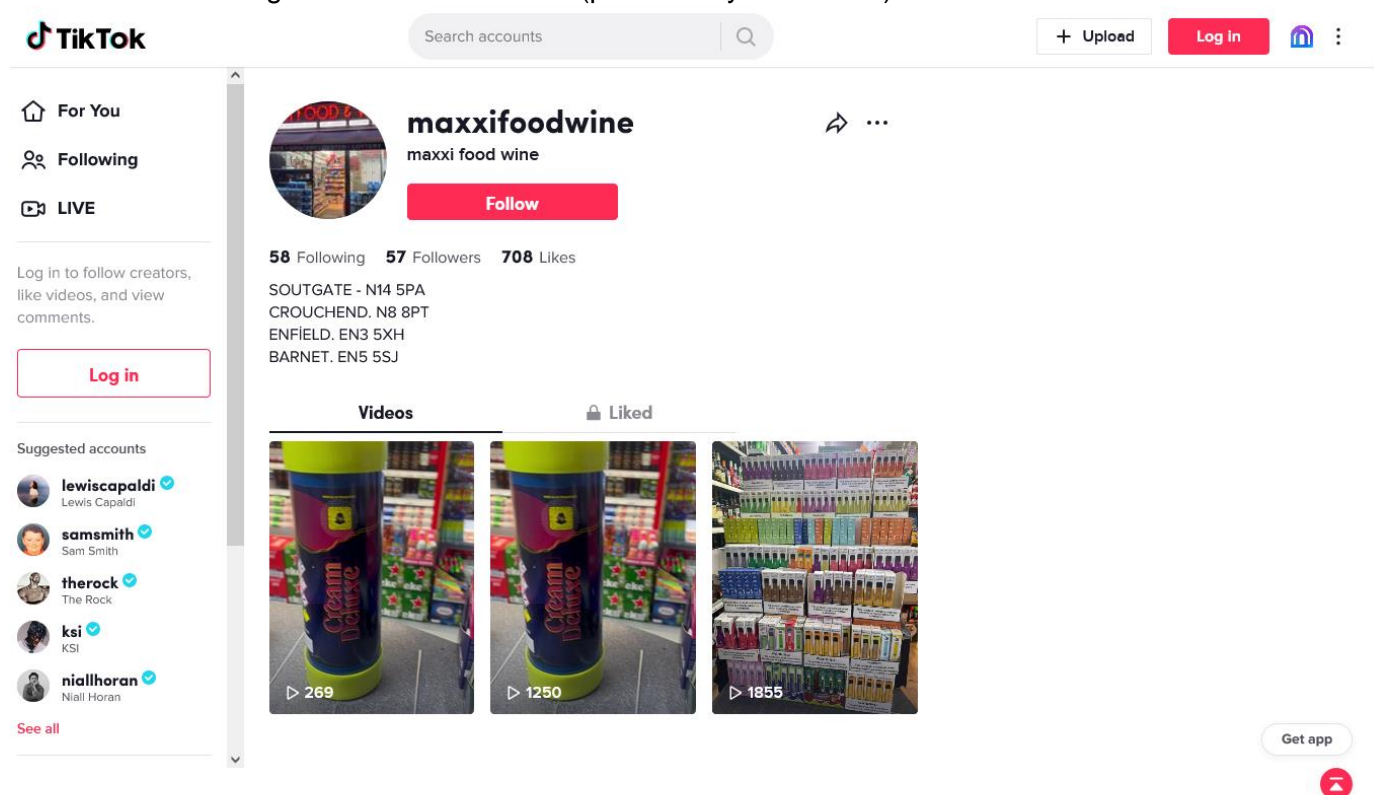 TikTok
Search accounts
+ Upload
Log in
For You
Following
LIVE
Log in to follow creators,
like videos, and view
comments.
Log in
Suggested accounts
lewiscapaldi
Lewis Capaldi
samsmith
Sam Smith
therock
The Rock
ksi
KSI
niallhoran
Niall Horan
See all
FOOD &
maxxifoodwine
maxxi food wine
Follow
58 Following 57 Followers 708 Likes
SOUTGATE - N14 5PA
CROUCHEND. N8 8PT
ENFİELD. EN3 5XH
BARNET. EN5 5SJ
Videos
Liked
Cream
Deluxe
269
Cream
Deluxe
1250
1855
Get app